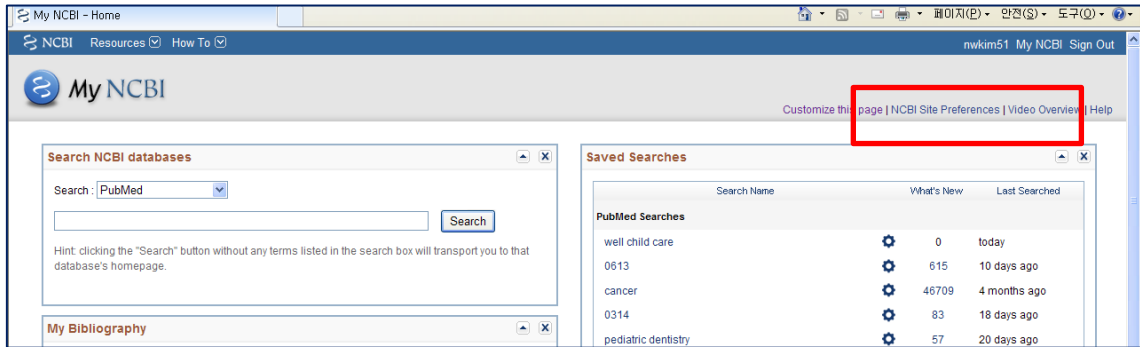 My NCBI - Home
페이지(P) 안전(S) 도구(O)
NCBI Resources How To
nwkim51 My NCBI Sign Out
My NCBI
Customize this page | NCBI Site Preferences | Video Overview | Help
Search NCBI databases
Search : PubMed
Search
Hint: clicking the "Search" button without any terms listed in the search box will transport you to that
database's homepage.
My Bibliography
Saved Searches
Search Name What's New Last Searched
PubMed Searches
well child care 0 today
0613 615 10 days ago
cancer 46709 4 months ago
0314 83 18 days ago
pediatric dentistry 57 20 days ago